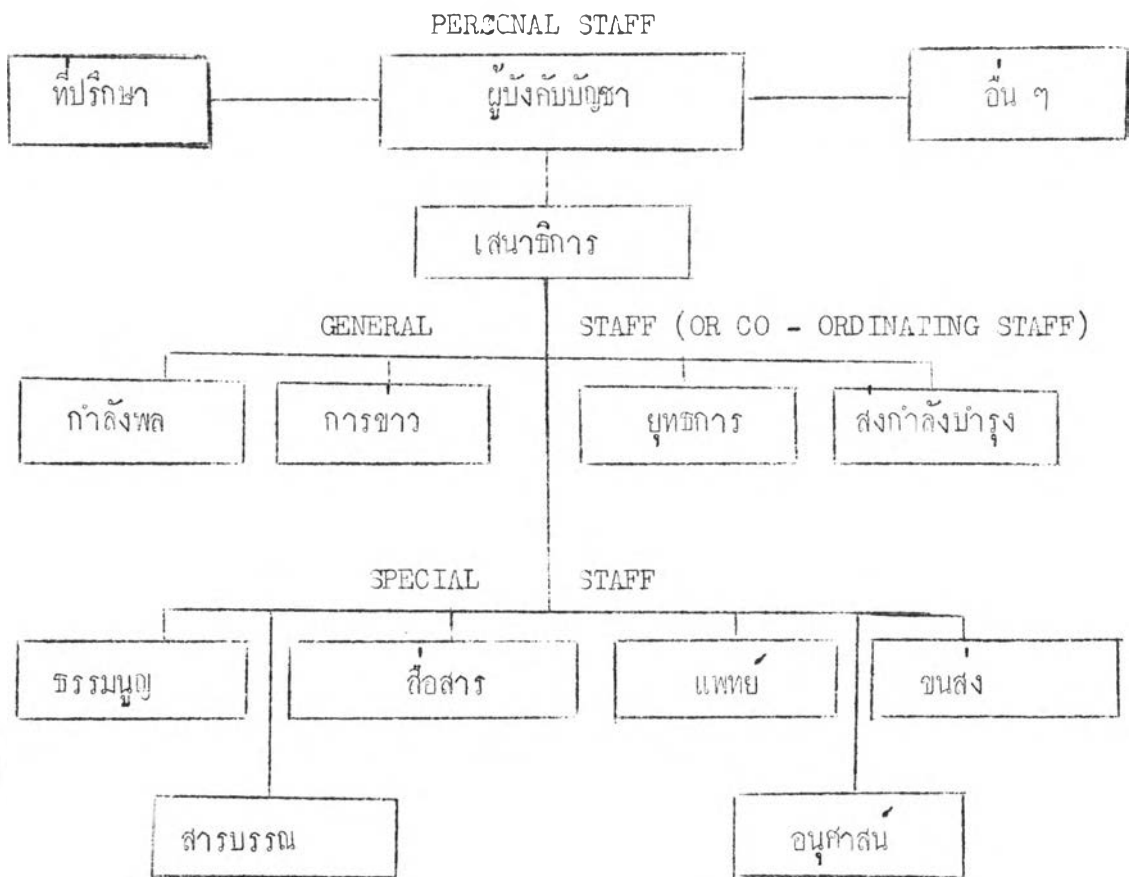 PERSONAL STAFF
ที่ปรึกษา ผู้บังคับบัญชา อื่น ๆ
เสนาธิการ
GENERAL STAFF (OR CO - ORDINATING STAFF)
กำลังพล การขาว ยุทธการ ส่งกำลังบำรุง
SPECIAL STAFF
ธรรมนูญ สื่อสาร แพทย์ ขนส่ง
สารบรรณ อนุศาสน์